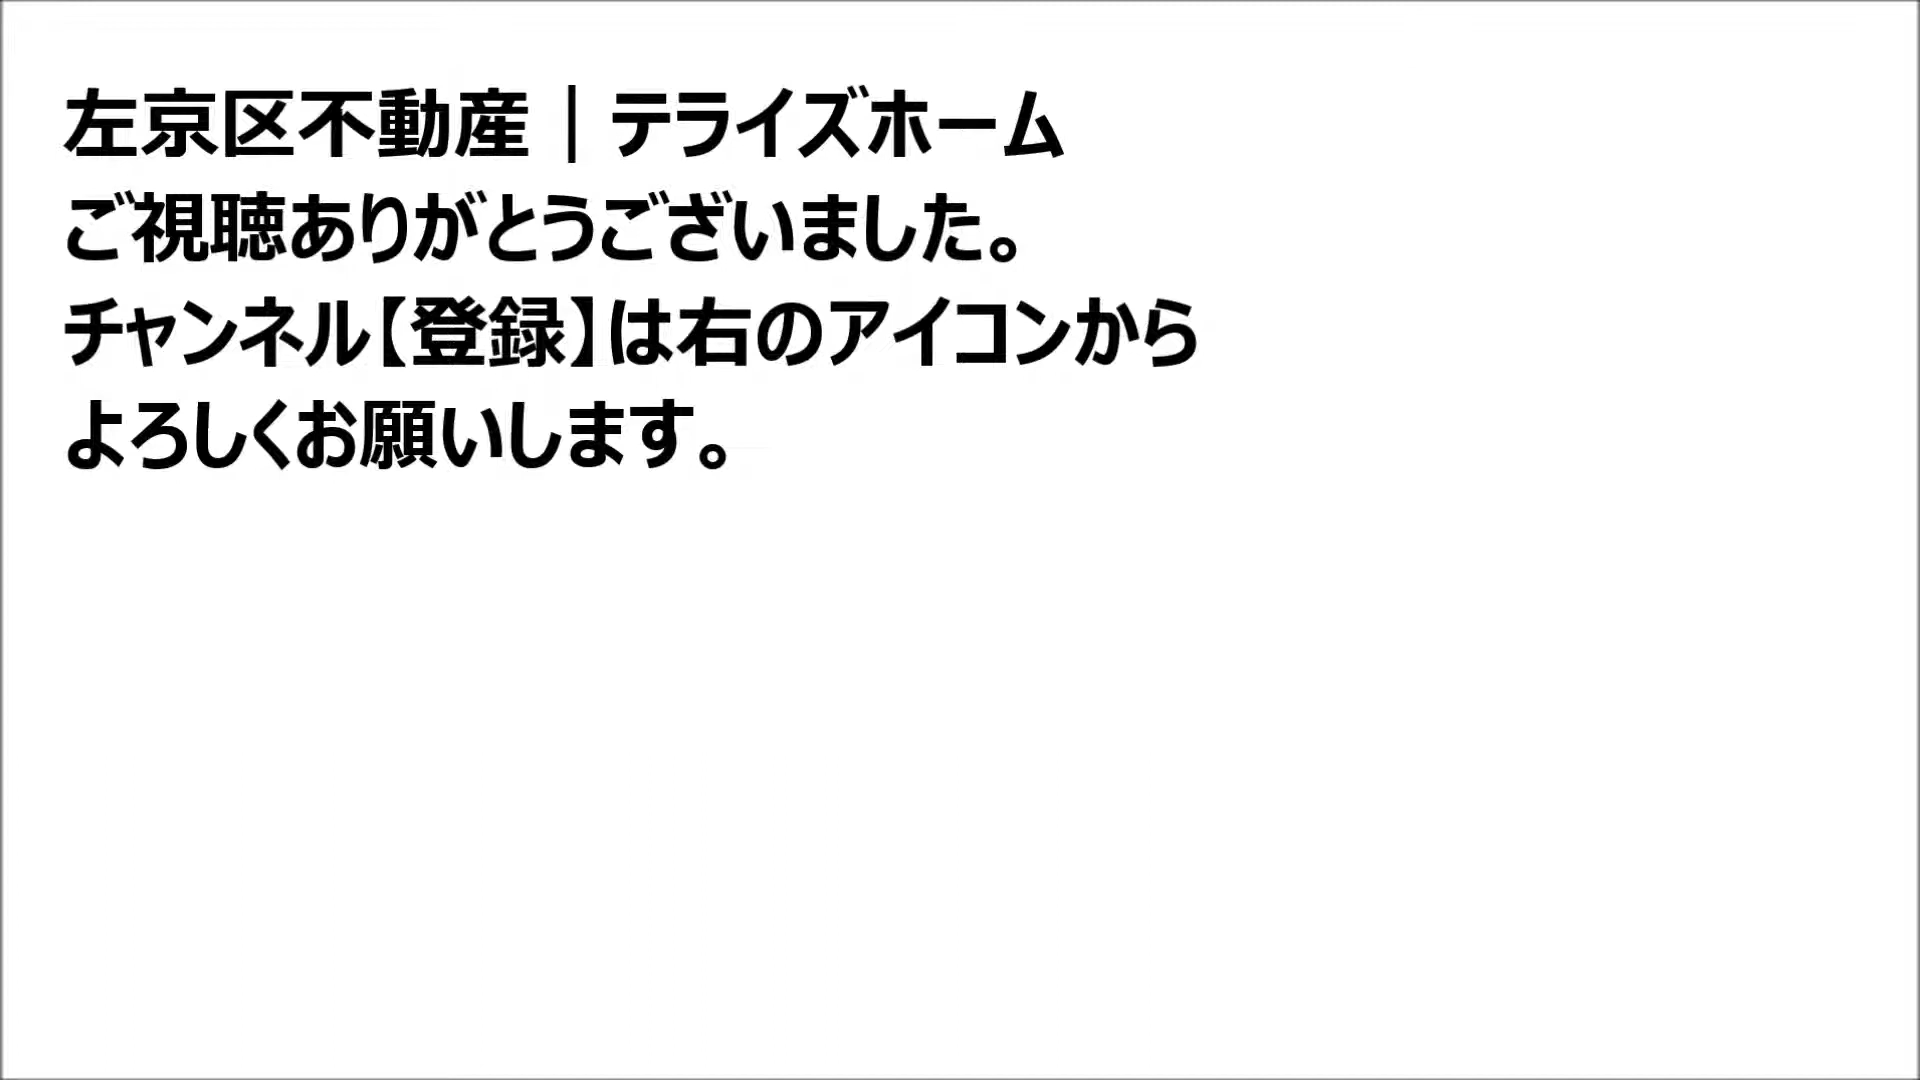 左京区不動産｜テライズホーム
ご視聴ありがとうございました。
チャンネル【登録】は右のアイコンから
よろしくお願いします。